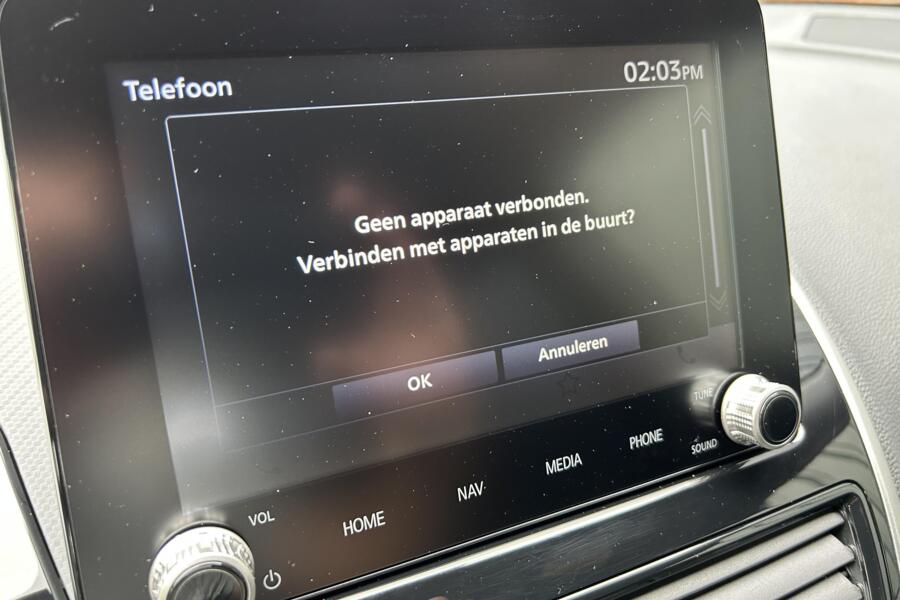 Telefoon
02:03PM
Geen apparaat verbonden.
Verbinden met apparaten in de buurt?
OK
Annuleren
TUNE
VOL
HOME
NAV
MEDIA
PHONE
SOUND